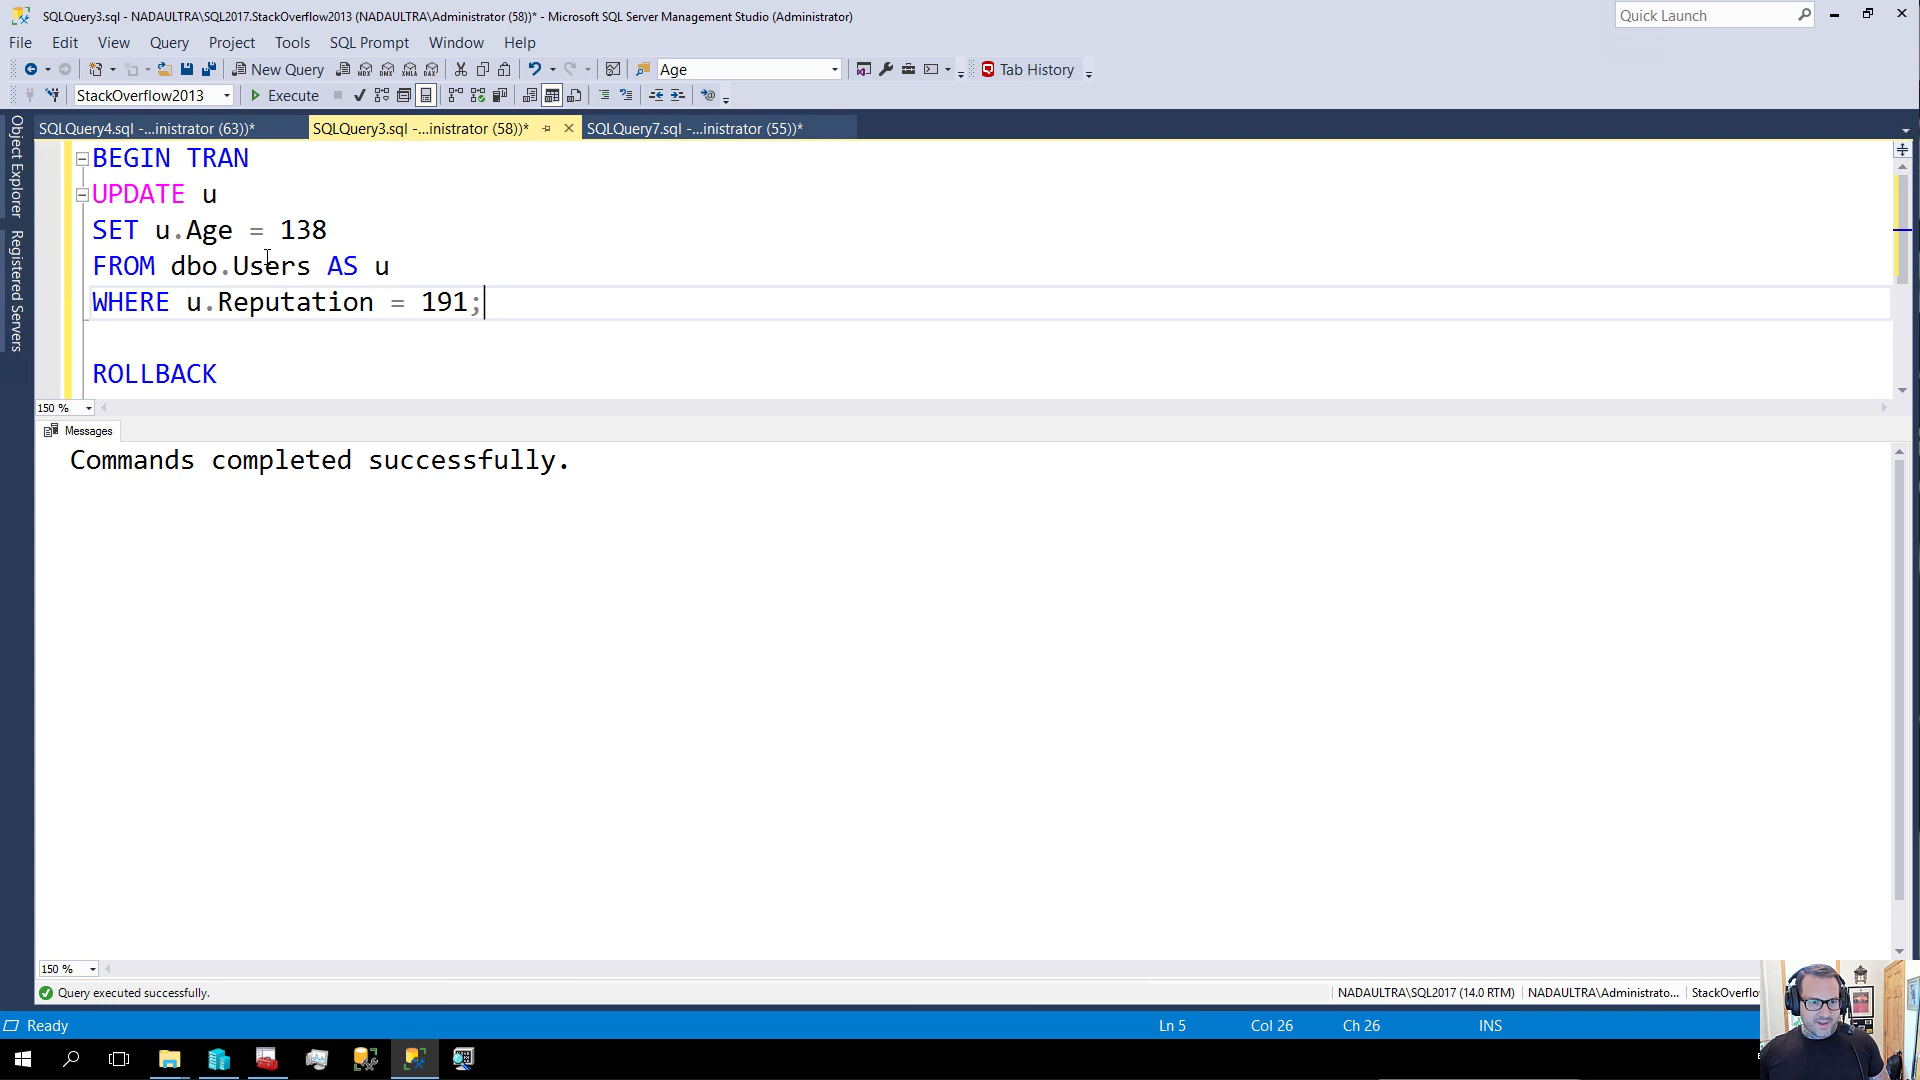 SQLQuery3.sql - NADAULTRA\SQL2017.StackOverflow2013 (NADAULTRA\Administrator (58))* - Microsoft SQL Server Management Studio (Administrator)
Quick Launch
File Edit View Query Project Tools SQL Prompt Window Help
New Query MDX DMX XMLA DAX Age Tab History
StackOverflow2013 Execute
Object Explorer
Registered Servers
SQLQuery4.sql -...inistrator (63))* SQLQuery3.sql -...inistrator (58))* SQLQuery7.sql -...inistrator (55))*
BEGIN TRAN
UPDATE u
SET u.Age = 138
FROM dbo.Users AS u
WHERE u.Reputation = 191;
ROLLBACK
150 %
Messages
Commands completed successfully.
150 %
Query executed successfully. NADAULTRA\SQL2017 (14.0 RTM) NADAULTRA\Administrato... StackOverflo
Ready Ln 5 Col 26 Ch 26 INS